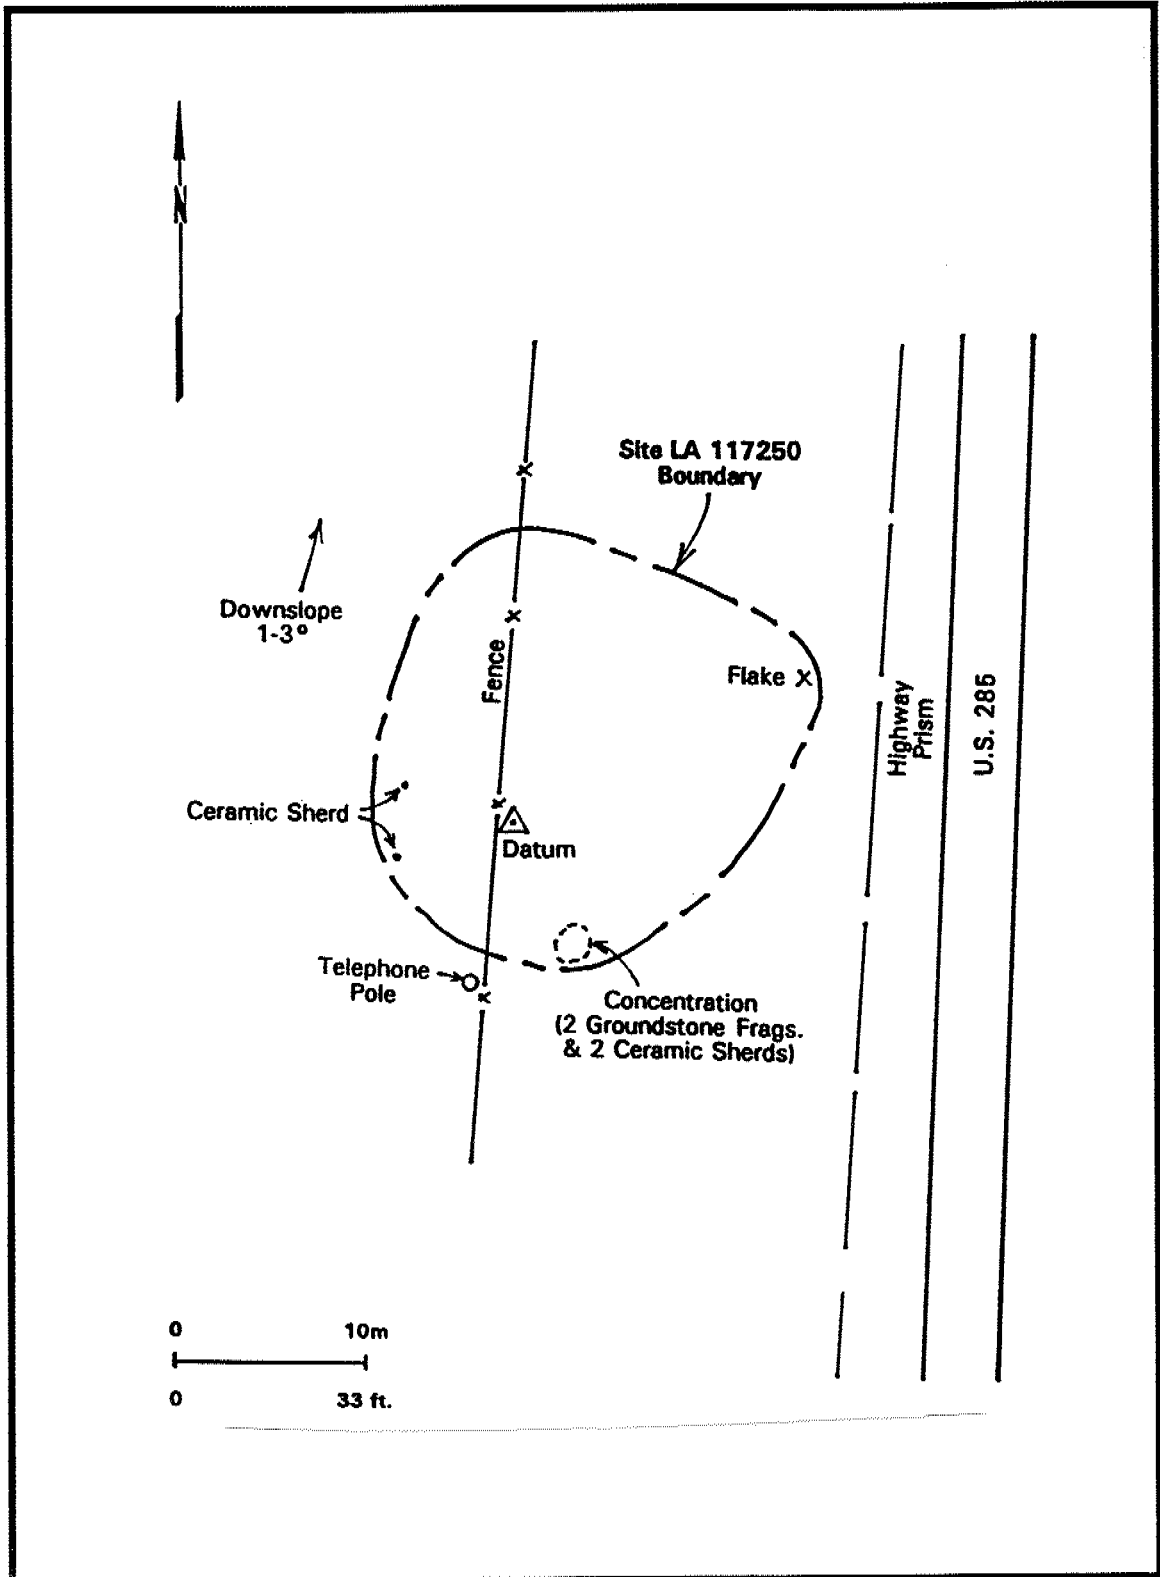 N
Site LA 117250
Boundary
Downslope
1-3°
Fence
Flake X
Highway
Prism
U.S. 285
Ceramic Sherd
Datum
Telephone
Pole
Concentration
(2 Groundstone Frags.
& 2 Ceramic Sherds)
0 10m
0 33 ft.